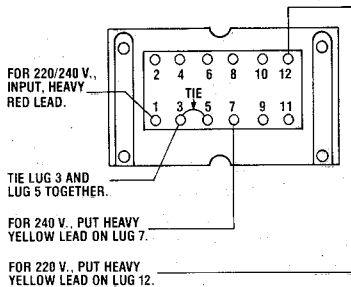 2 4 6 8 10 12
TIE
1 3 5 7 9 11
FOR 220/240 V.,
INPUT, HEAVY
RED LEAD.
TIE LUG 3 AND
LUG 5 TOGETHER.
FOR 240 V., PUT HEAVY
YELLOW LEAD ON LUG 7.
FOR 220 V., PUT HEAVY
YELLOW LEAD ON LUG 12.